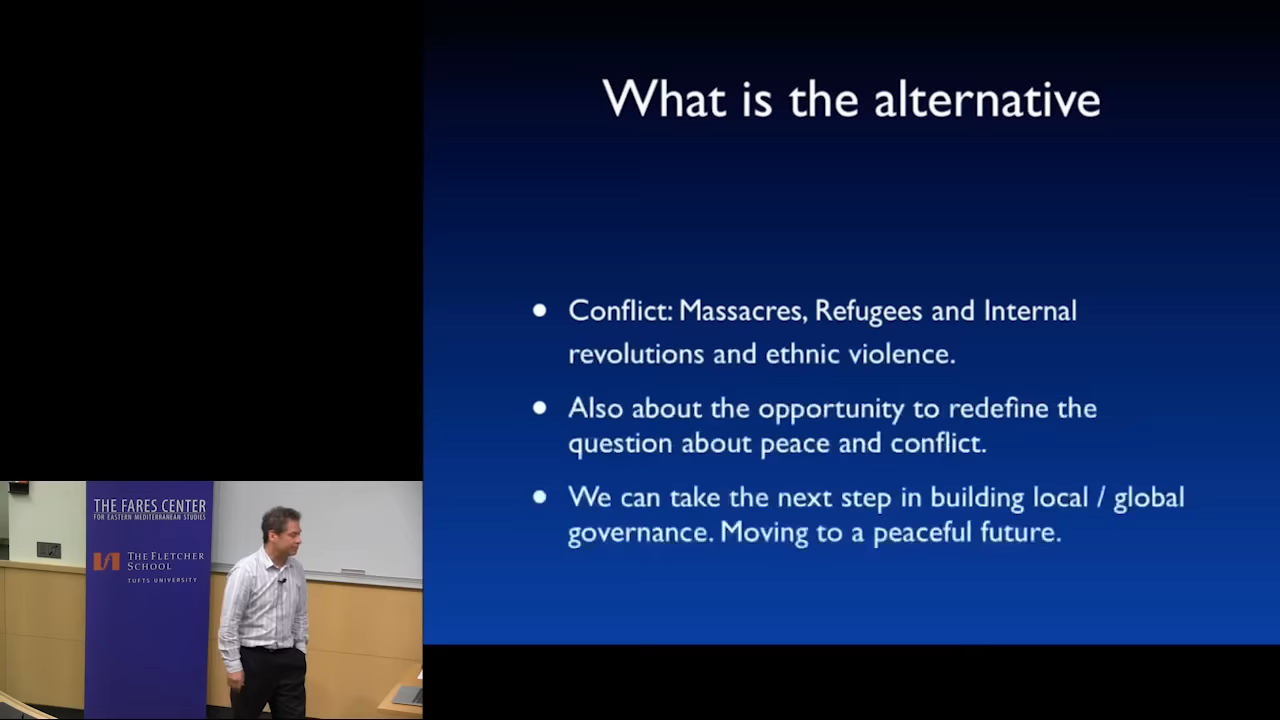 What is the alternative
• Conflict: Massacres, Refugees and Internal
revolutions and ethnic violence.
• Also about the opportunity to redefine the
question about peace and conflict.
• We can take the next step in building local / global
governance. Moving to a peaceful future.
THE FARES CENTER
FOR EASTERN MEDITERRANEAN STUDIES
THE FLETCHER
SCHOOL
TUFTS UNIVERSITY